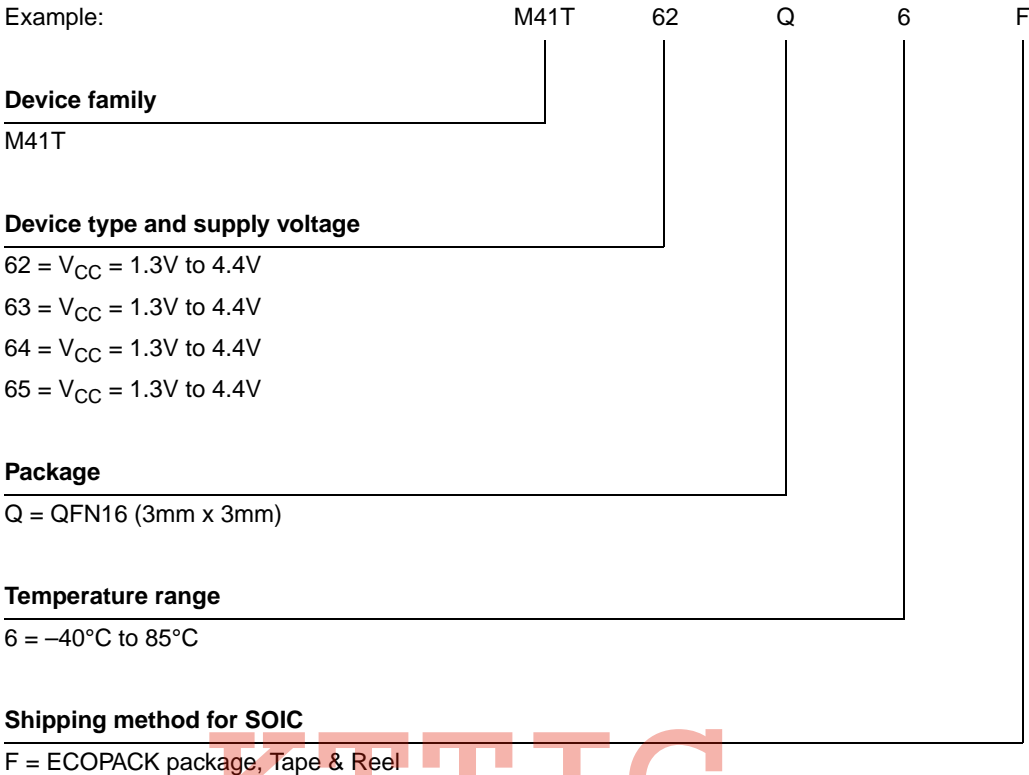 Example: M41T 62 Q 6 F
Device family
M41T
Device type and supply voltage
62 = VCC = 1.3V to 4.4V
63 = VCC = 1.3V to 4.4V
64 = VCC = 1.3V to 4.4V
65 = VCC = 1.3V to 4.4V
Package
Q = QFN16 (3mm x 3mm)
Temperature range
6 = –40°C to 85°C
Shipping method for SOIC
F = ECOPACK package, Tape & Reel